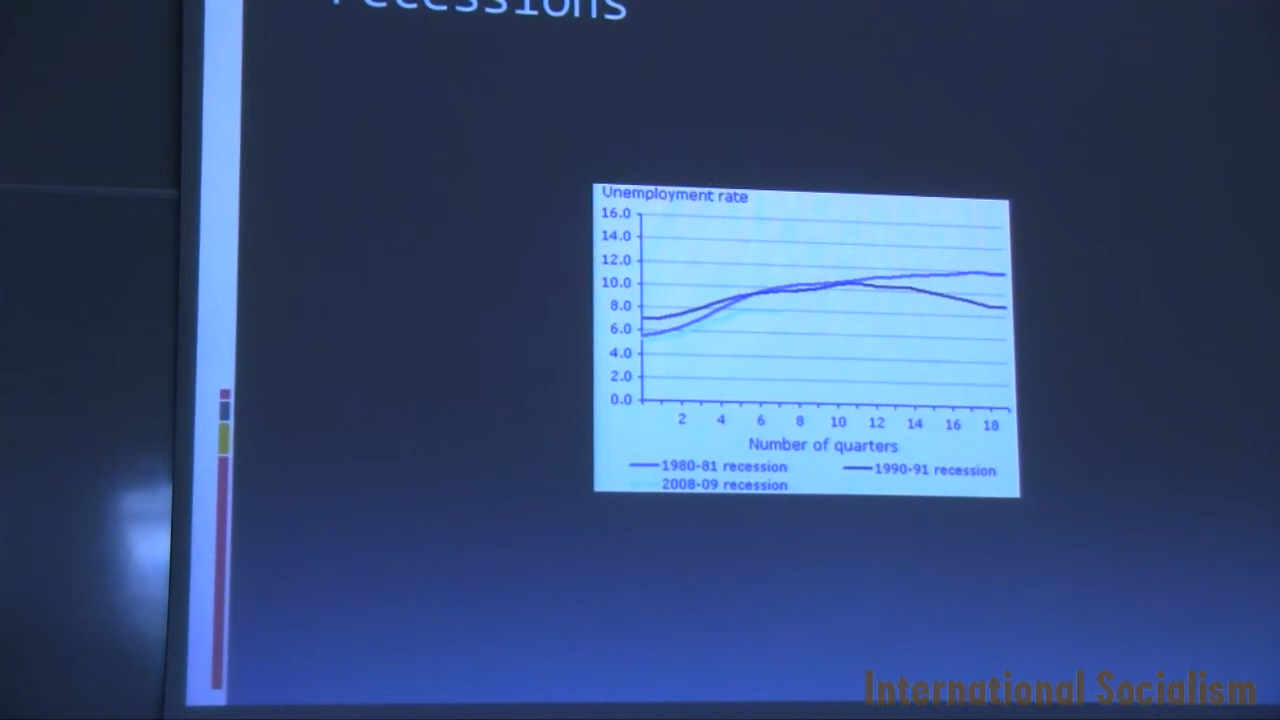 recessions
Unemployment rate
16.0
14.0
12.0
10.0
8.0
6.0
4.0
2.0
0.0
2 4 6 8 10 12 14 16 18
Number of quarters
1980-81 recession 1990-91 recession
2008-09 recession
International Socialism